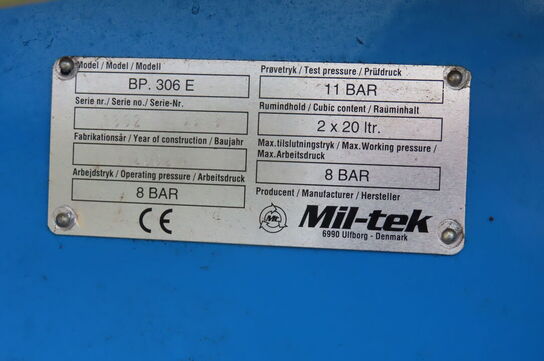 Model / Model / Modell
BP. 306 E
Serie nr. / Serie no. / Serie-Nr.
Fabrikationsår / Year of construction / Baujahr
Arbejdstryk / Operating pressure / Arbeitsdruck
8 BAR
CE
Prøvetryk / Test pressure / Prüfdruck
11 BAR
Rumindhold / Cubic content / Rauminhalt
2 x 20 ltr.
Max.tilslutningstryk / Max. Working pressure /
Max.Arbeitsdruck
8 BAR
Producent / Manufacturer / Hersteller
Mil-tek
6990 Ulfborg - Denmark